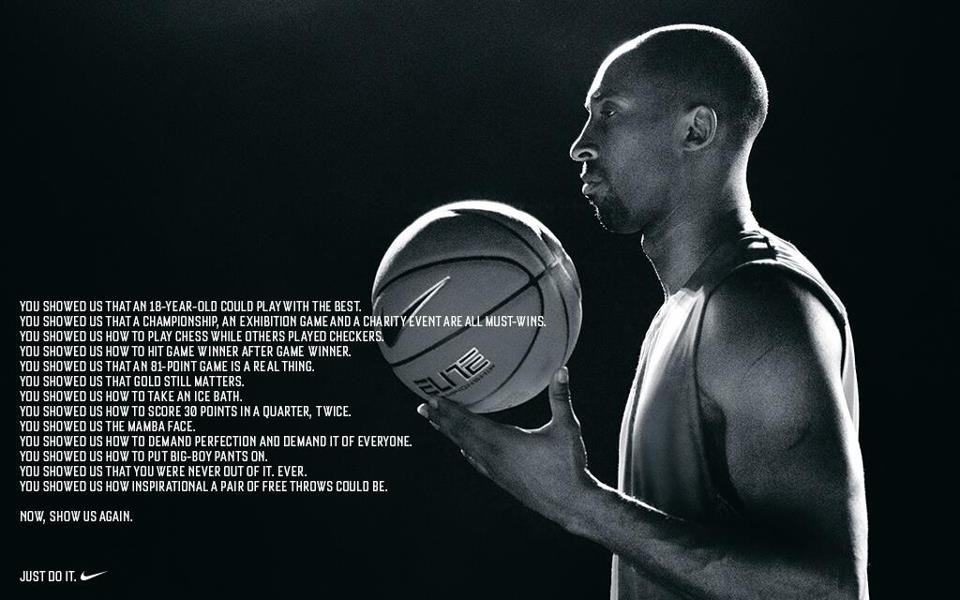 YOU SHOWED US THAT AN 18-YEAR-OLD COULD PLAY WITH THE BEST.
YOU SHOWED US THAT A CHAMPIONSHIP, AN EXHIBITION GAME AND A CHARITY EVENT ARE ALL MUST-WINS.
YOU SHOWED US HOW TO PLAY CHESS WHILE OTHERS PLAYED CHECKERS.
YOU SHOWED US HOW TO HIT GAME WINNER AFTER GAME WINNER.
YOU SHOWED US THAT AN 81-POINT GAME IS A REAL THING.
YOU SHOWED US THAT GOLD STILL MATTERS.
YOU SHOWED US HOW TO TAKE AN ICE BATH.
YOU SHOWED US HOW TO SCORE 30 POINTS IN A QUARTER, TWICE.
YOU SHOWED US THE MAMBA FACE.
YOU SHOWED US HOW TO DEMAND PERFECTION AND DEMAND IT OF EVERYONE.
YOU SHOWED US HOW TO PUT BIG-BOY PANTS ON.
YOU SHOWED US THAT YOU WERE NEVER OUT OF IT. EVER.
YOU SHOWED US HOW INSPIRATIONAL A PAIR OF FREE THROWS COULD BE.
NOW, SHOW US AGAIN.
JUST DO IT.
ELITE